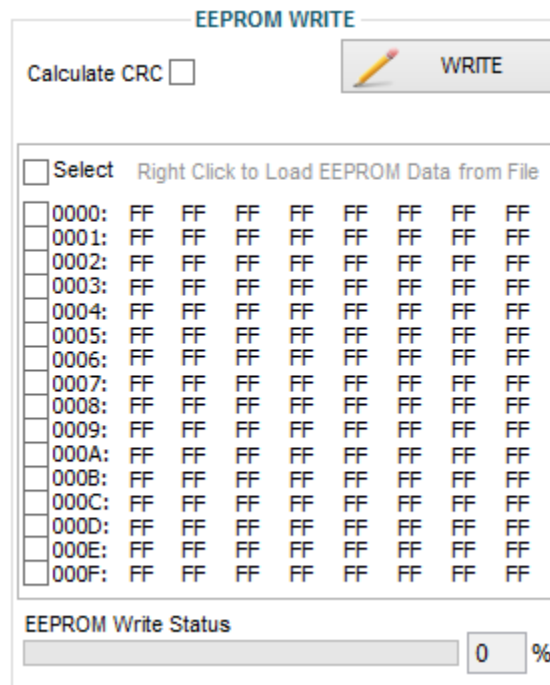 EEPROM WRITE
Calculate CRC WRITE
Select Right Click to Load EEPROM Data from File
0000: FF FF FF FF FF FF FF FF
0001: FF FF FF FF FF FF FF FF
0002: FF FF FF FF FF FF FF FF
0003: FF FF FF FF FF FF FF FF
0004: FF FF FF FF FF FF FF FF
0005: FF FF FF FF FF FF FF FF
0006: FF FF FF FF FF FF FF FF
0007: FF FF FF FF FF FF FF FF
0008: FF FF FF FF FF FF FF FF
0009: FF FF FF FF FF FF FF FF
000A: FF FF FF FF FF FF FF FF
000B: FF FF FF FF FF FF FF FF
000C: FF FF FF FF FF FF FF FF
000D: FF FF FF FF FF FF FF FF
000E: FF FF FF FF FF FF FF FF
000F: FF FF FF FF FF FF FF FF
EEPROM Write Status
0 %